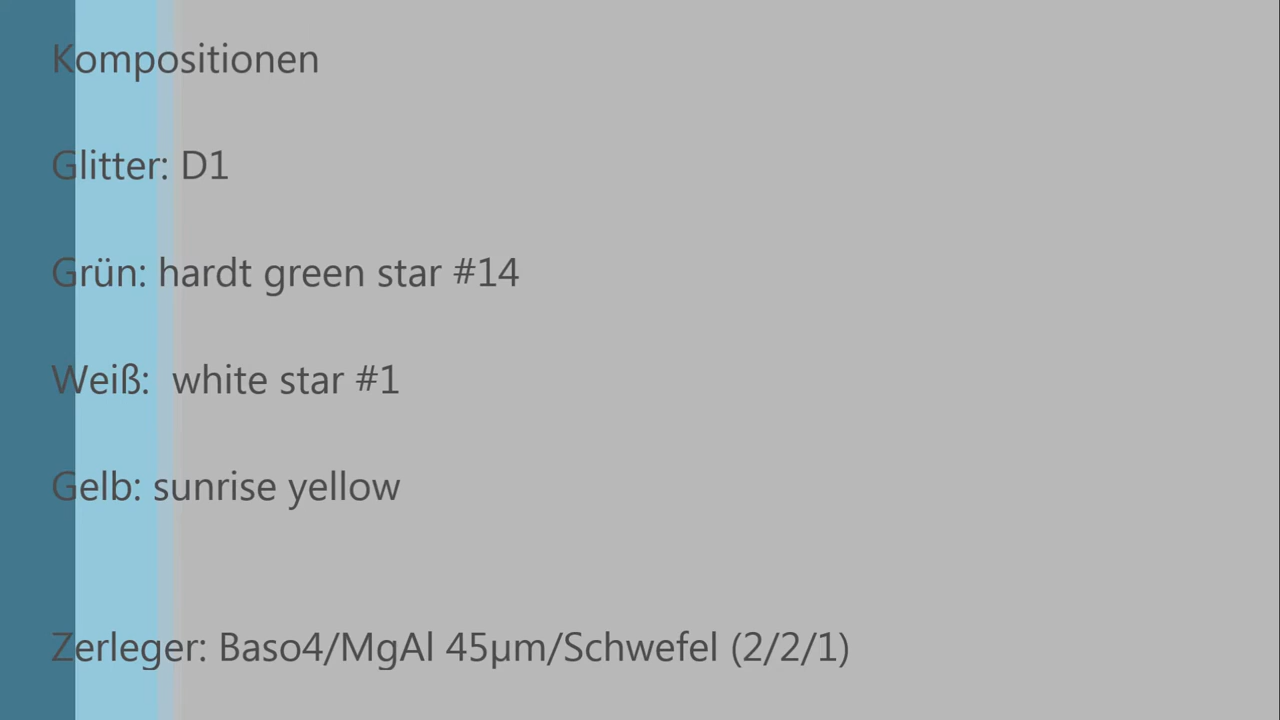 Kompositionen
Glitter: D1
Grün: hardt green star #14
Weiß:  white star #1
Gelb: sunrise yellow
Zerleger: Baso4/MgAl 45µm/Schwefel (2/2/1)